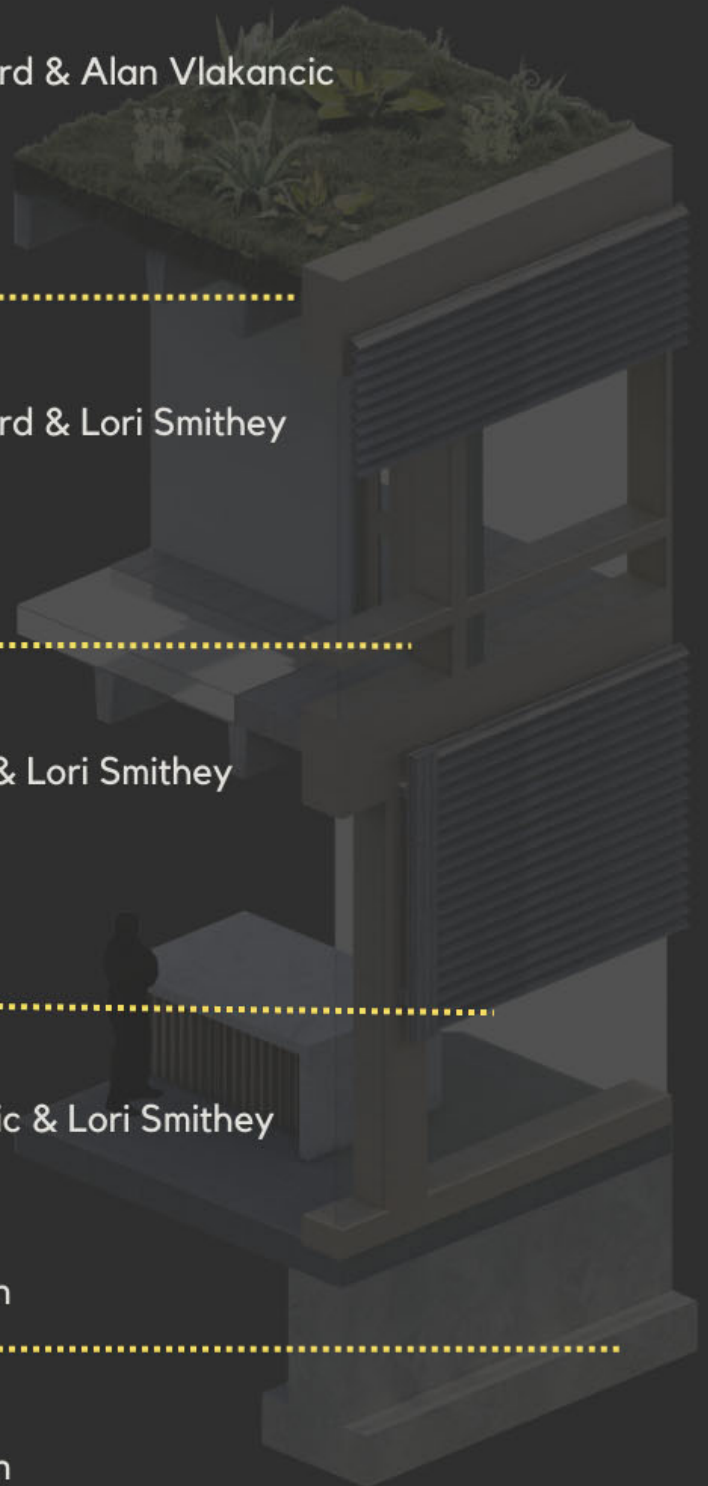 rd & Alan Vlakancic
rd & Lori Smithey
& Lori Smithey
ic & Lori Smithey
n
n